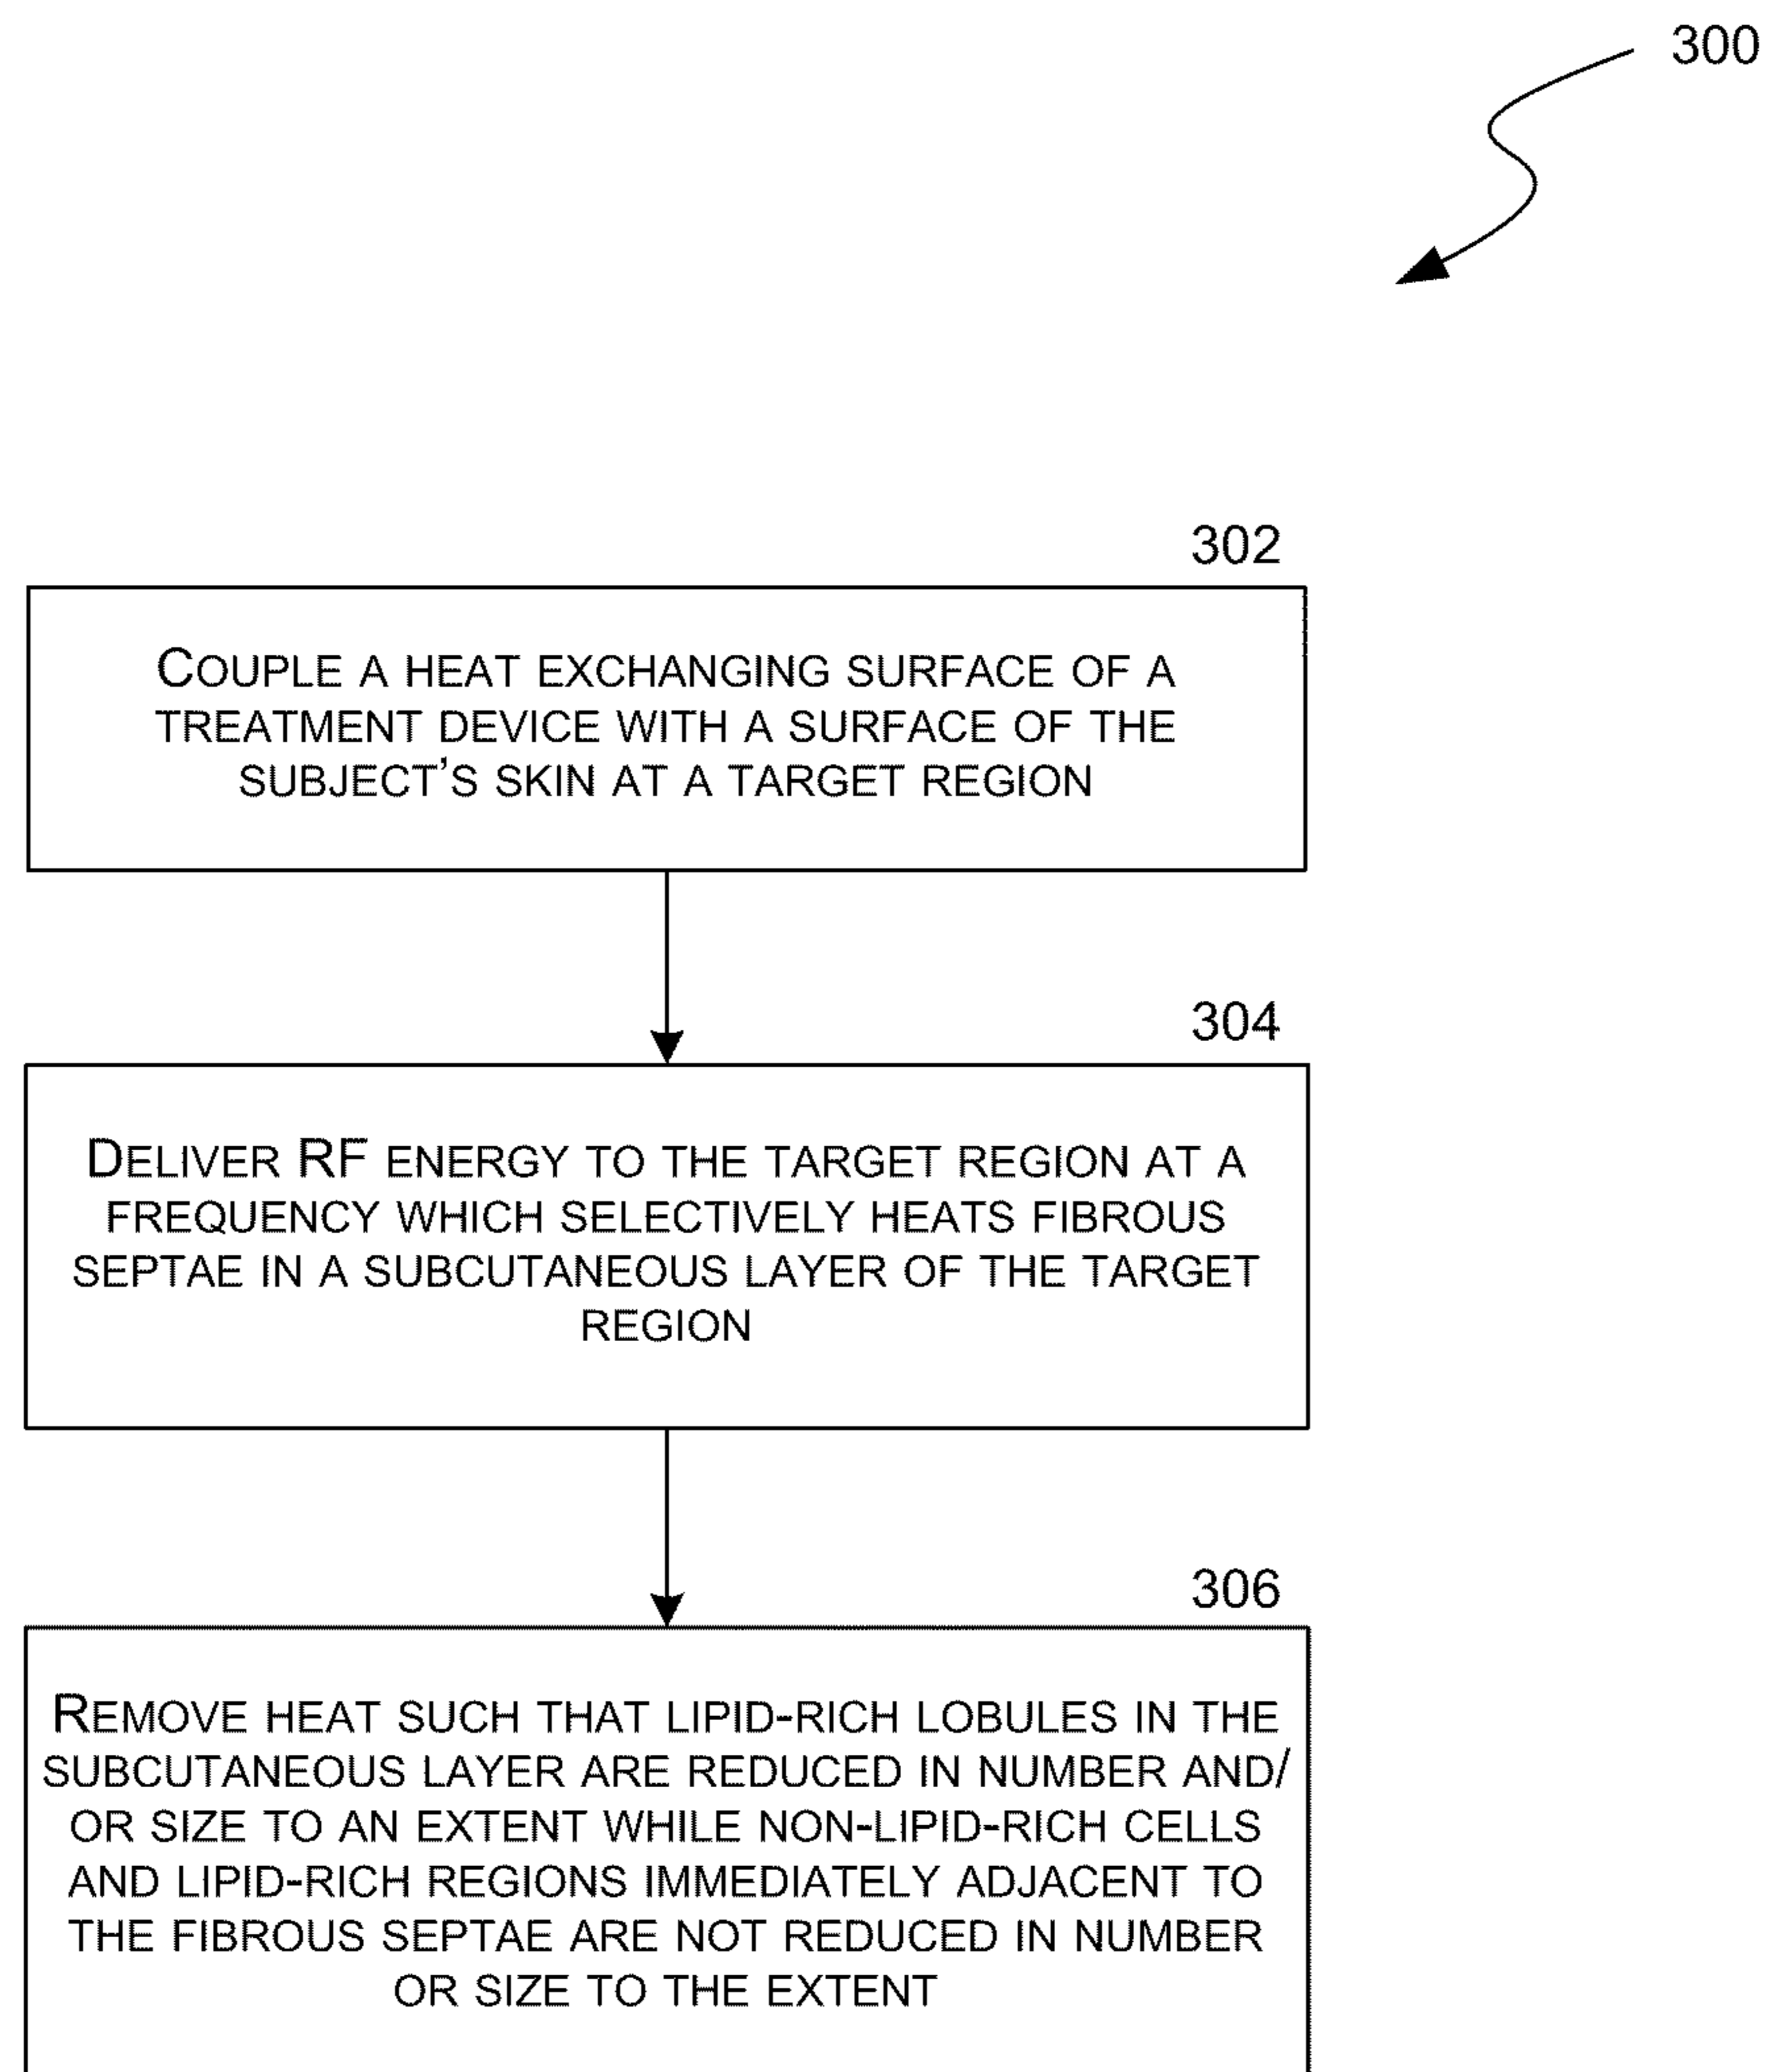 300
302
COUPLE A HEAT EXCHANGING SURFACE OF A
TREATMENT DEVICE WITH A SURFACE OF THE
SUBJECT'S SKIN AT A TARGET REGION
304
DELIVER RF ENERGY TO THE TARGET REGION AT A
FREQUENCY WHICH SELECTIVELY HEATS FIBROUS
SEPTAE IN A SUBCUTANEOUS LAYER OF THE TARGET
REGION
306
REMOVE HEAT SUCH THAT LIPID-RICH LOBULES IN THE
SUBCUTANEOUS LAYER ARE REDUCED IN NUMBER AND/
OR SIZE TO AN EXTENT WHILE NON-LIPID-RICH CELLS
AND LIPID-RICH REGIONS IMMEDIATELY ADJACENT TO
THE FIBROUS SEPTAE ARE NOT REDUCED IN NUMBER
OR SIZE TO THE EXTENT